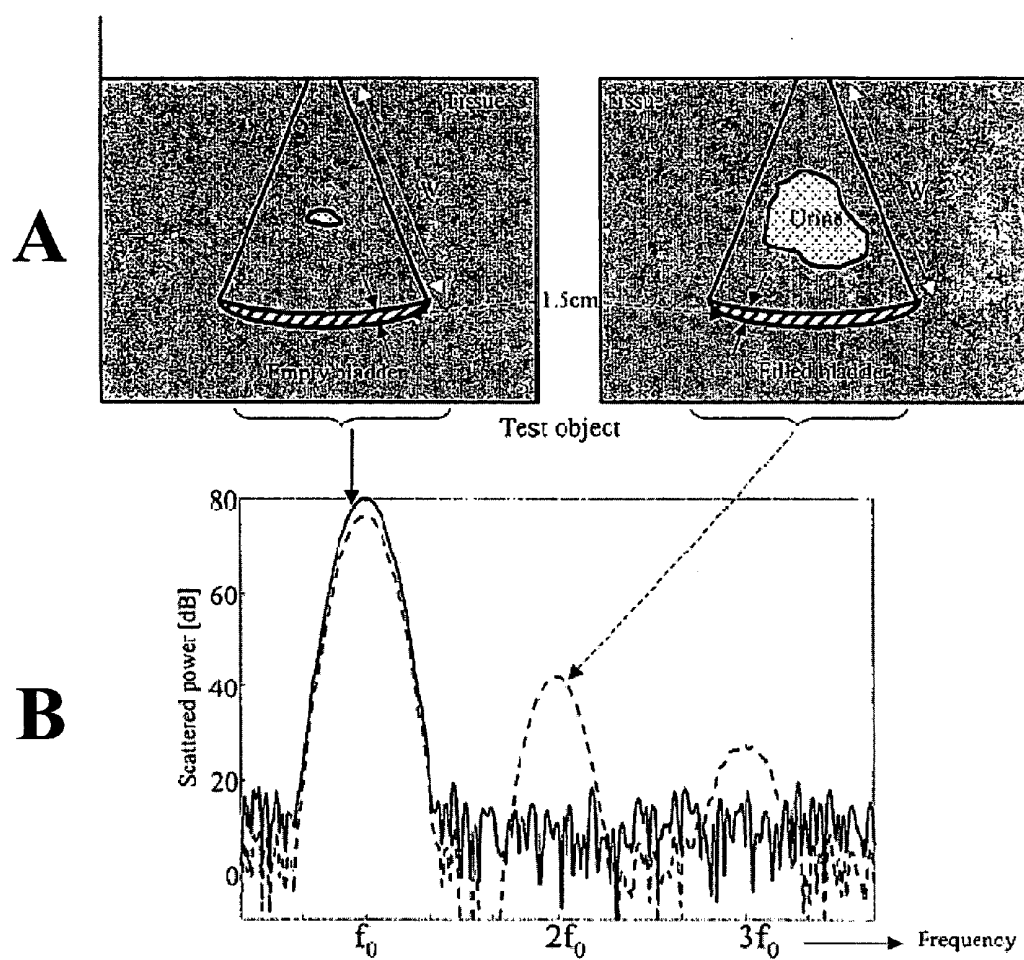 A
Tissue
W
Empty bladder
1.5cm
Tissue
W
Urine
Filled bladder
Test object
B
Scattered power [dB]
80
60
40
20
0
f₀
2f₀
3f₀
Frequency